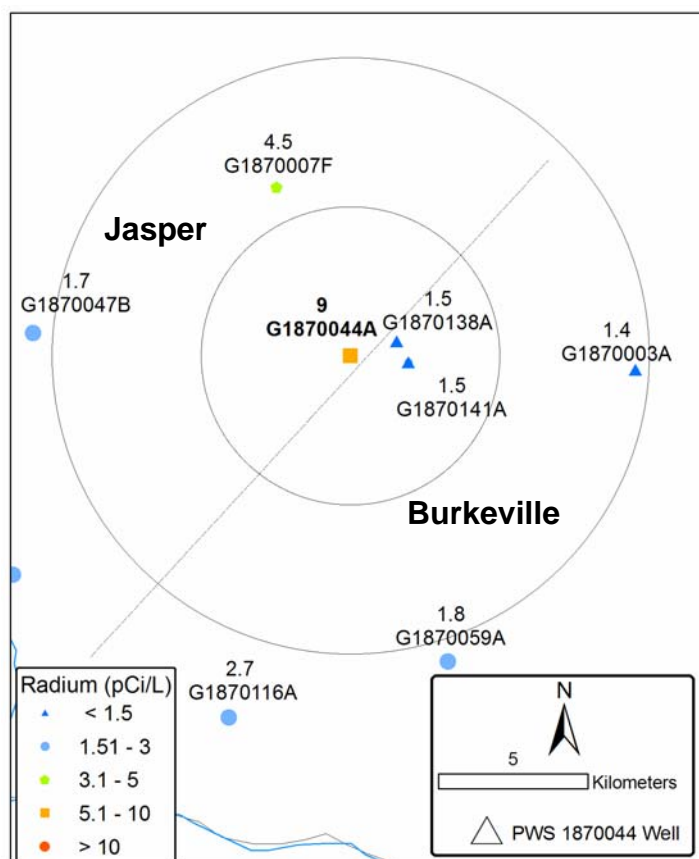 4.5
G1870007F
Jasper
1.7
G1870047B
9
G1870044A
1.5
G1870138A
1.4
G1870003A
1.5
G1870141A
Burkeville
1.8
G1870059A
2.7
G1870116A
Radium (pCi/L)
< 1.5
1.51 - 3
3.1 - 5
5.1 - 10
> 10
N
5
Kilometers
PWS 1870044 Well